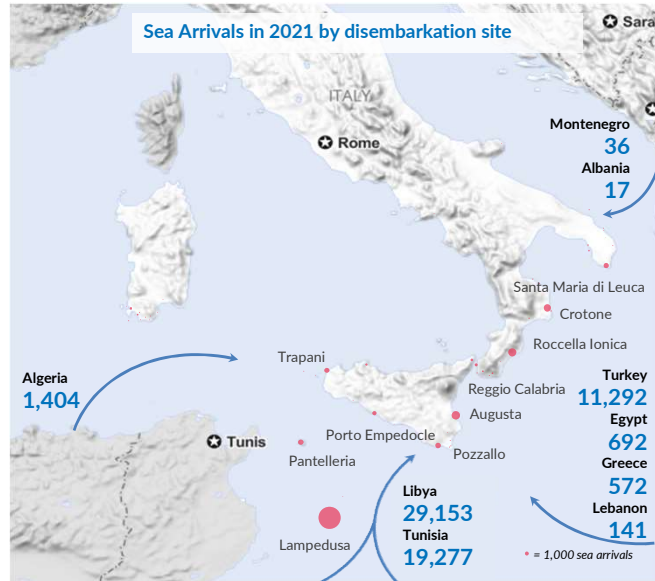 Sea Arrivals in 2021 by disembarkation site
Sara
ITALY
Rome
Montenegro
36
Albania
17
Santa Maria di Leuca
Crotone
Roccella Ionica
Trapani
Algeria
1,404
Reggio Calabria
Turkey
11,292
Augusta
Egypt
692
Tunis
Porto Empedocle
Pozzallo
Pantelleria
Greece
572
Libya
29,153
Lebanon
141
Tunisia
19,277
Lampedusa
= 1,000 sea arrivals